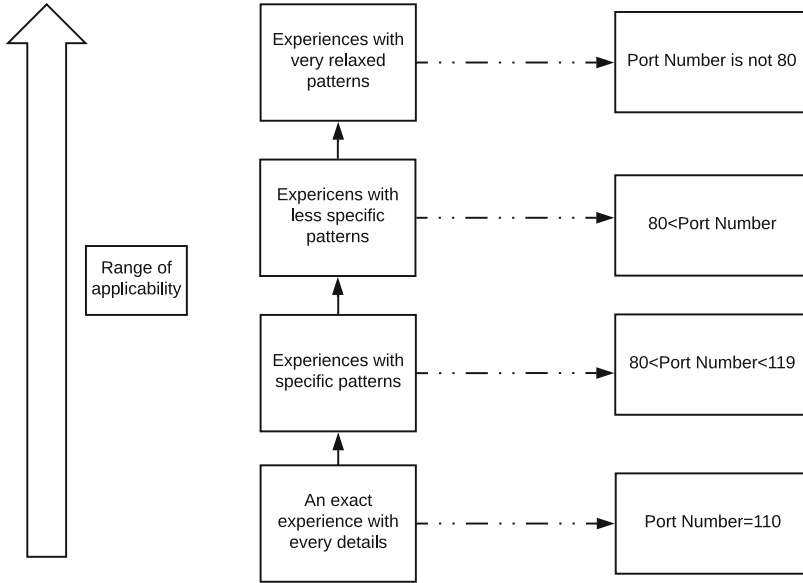 Experiences with
very relaxed
patterns
Port Number is not 80
Expericens with
less specific
patterns
80<Port Number
Range of
applicability
Experiences with
specific patterns
80<Port Number<119
An exact
experience with
every details
Port Number=110